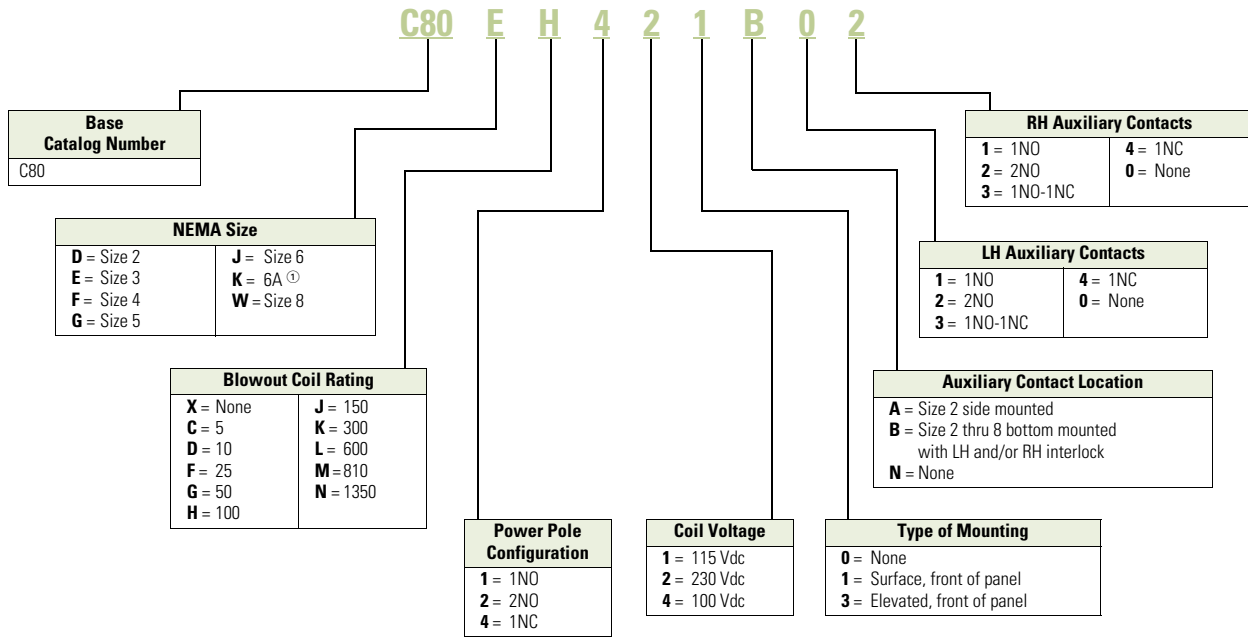 C80 E H 4 2 1 B 0 2
Base
Catalog Number
C80
NEMA Size
D = Size 2
E = Size 3
F = Size 4
G = Size 5
J = Size 6
K = 6A ①
W = Size 8
Blowout Coil Rating
X = None
C = 5
D = 10
F = 25
G = 50
H = 100
J = 150
K = 300
L = 600
M = 810
N = 1350
Power Pole
Configuration
1 = 1NO
2 = 2NO
4 = 1NC
Coil Voltage
1 = 115 Vdc
2 = 230 Vdc
4 = 100 Vdc
Type of Mounting
0 = None
1 = Surface, front of panel
3 = Elevated, front of panel
Auxiliary Contact Location
A = Size 2 side mounted
B = Size 2 thru 8 bottom mounted
with LH and/or RH interlock
N = None
LH Auxiliary Contacts
1 = 1NO
2 = 2NO
3 = 1NO-1NC
4 = 1NC
0 = None
RH Auxiliary Contacts
1 = 1NO
2 = 2NO
3 = 1NO-1NC
4 = 1NC
0 = None